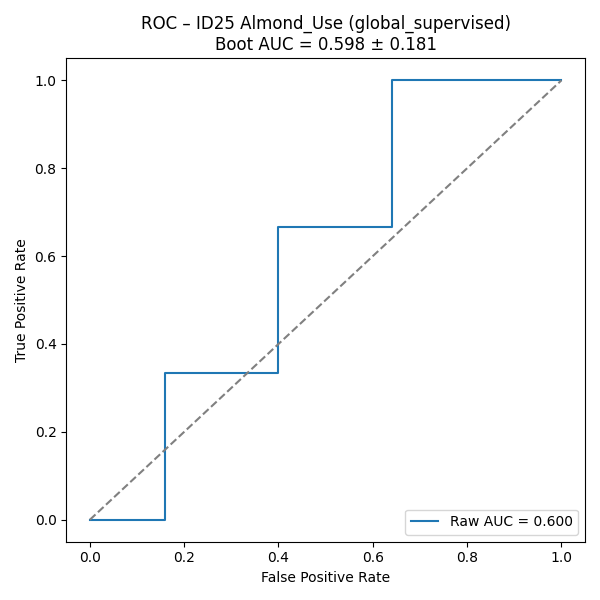 ROC – ID25 Almond_Use (global_supervised)
Boot AUC = 0.598 ± 0.181
1.0
0.8
0.6
0.4
0.2
0.0
True Positive Rate
Raw AUC = 0.600
0.0 0.2 0.4 0.6 0.8 1.0
False Positive Rate